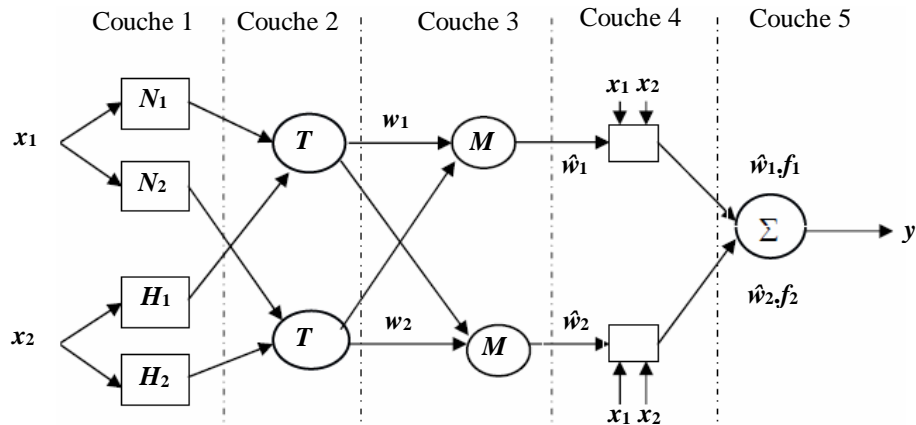 Couche 1 Couche 2 Couche 3 Couche 4 Couche 5
x1 x2
N1
w1
x1 T M
ŵ1 ŵ1.f1
N2
Σ y
H1 ŵ2.f2
x2 T w2 M ŵ2
H2
x1 x2